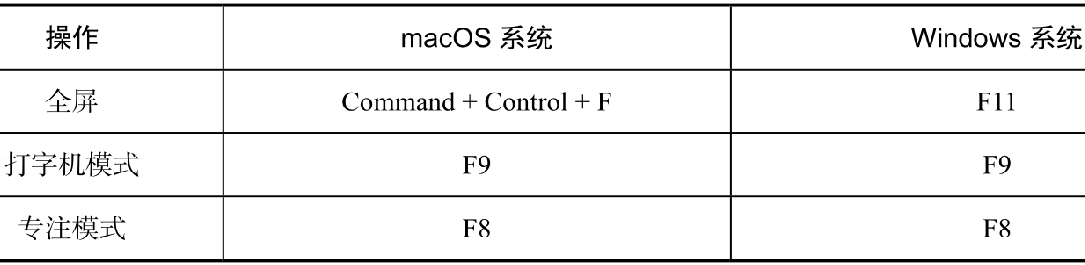 操作 macOS 系统 Windows 系统
全屏 Command + Control + F F11
打字机模式 F9 F9
专注模式 F8 F8